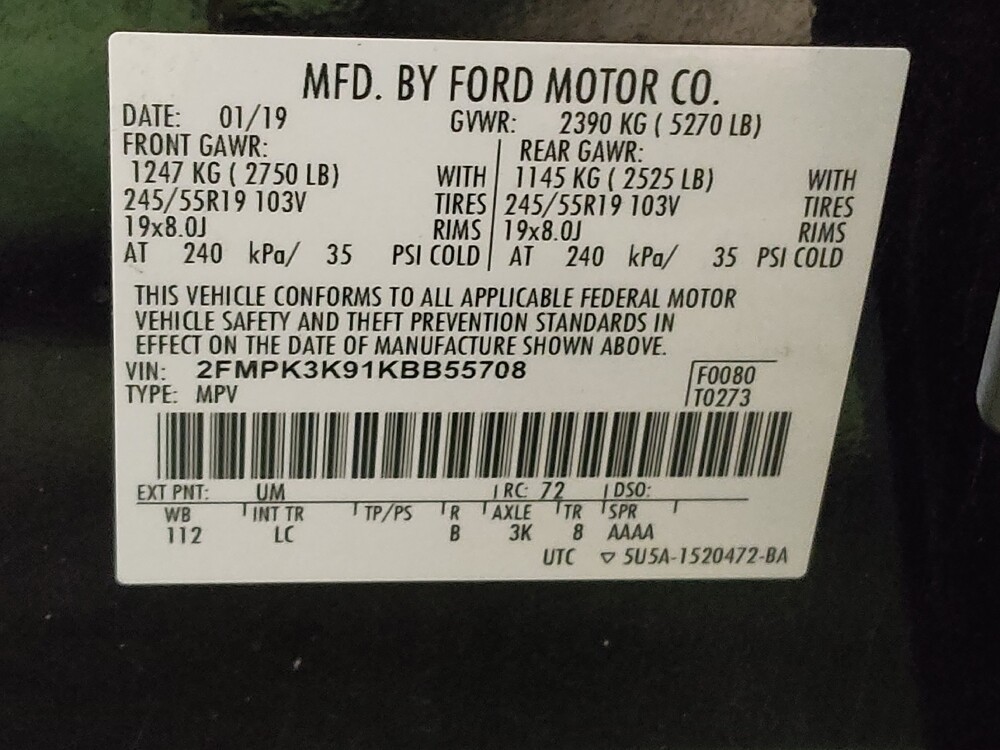 MFD. BY FORD MOTOR CO.
DATE: 01/19 GVWR: 2390 KG ( 5270 LB)
FRONT GAWR: REAR GAWR:
1247 KG ( 2750 LB) WITH 1145 KG ( 2525 LB) WITH
245/55R19 103V TIRES 245/55R19 103V TIRES
19x8.0J RIMS 19x8.0J RIMS
AT 240 kPa/ 35 PSI COLD AT 240 kPa/ 35 PSI COLD
THIS VEHICLE CONFORMS TO ALL APPLICABLE FEDERAL MOTOR
VEHICLE SAFETY AND THEFT PREVENTION STANDARDS IN
EFFECT ON THE DATE OF MANUFACTURE SHOWN ABOVE.
VIN: 2FMPK3K91KBB55708 F0080
TYPE: MPV T0273
EXT PNT: UM RC: 72 DSO:
WB INT TR TP/PS R AXLE TR SPR
112 LC B 3K 8 AAAA
UTC ▽ 5U5A-1520472-BA